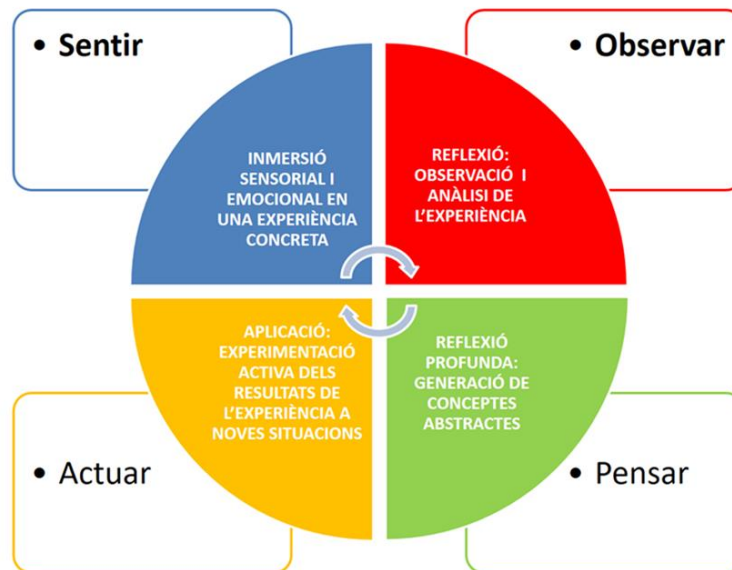 • Sentir
• Observar
INMERSIÓ
SENSORIAL I
EMOCIONAL EN
UNA EXPERIÈNCIA
CONCRETA
REFLEXIÓ:
OBSERVACIÓ I
ANÀLISI DE
L'EXPERIÈNCIA
APLICACIÓ:
EXPERIMENTACIÓ
ACTIVA DELS
RESULTATS DE
L'EXPERIÈNCIA A
NOVES SITUACIONS
REFLEXIÓ
PROFUNDA:
GENERACIÓ DE
CONCEPTES
ABSTRACTES
• Actuar
• Pensar